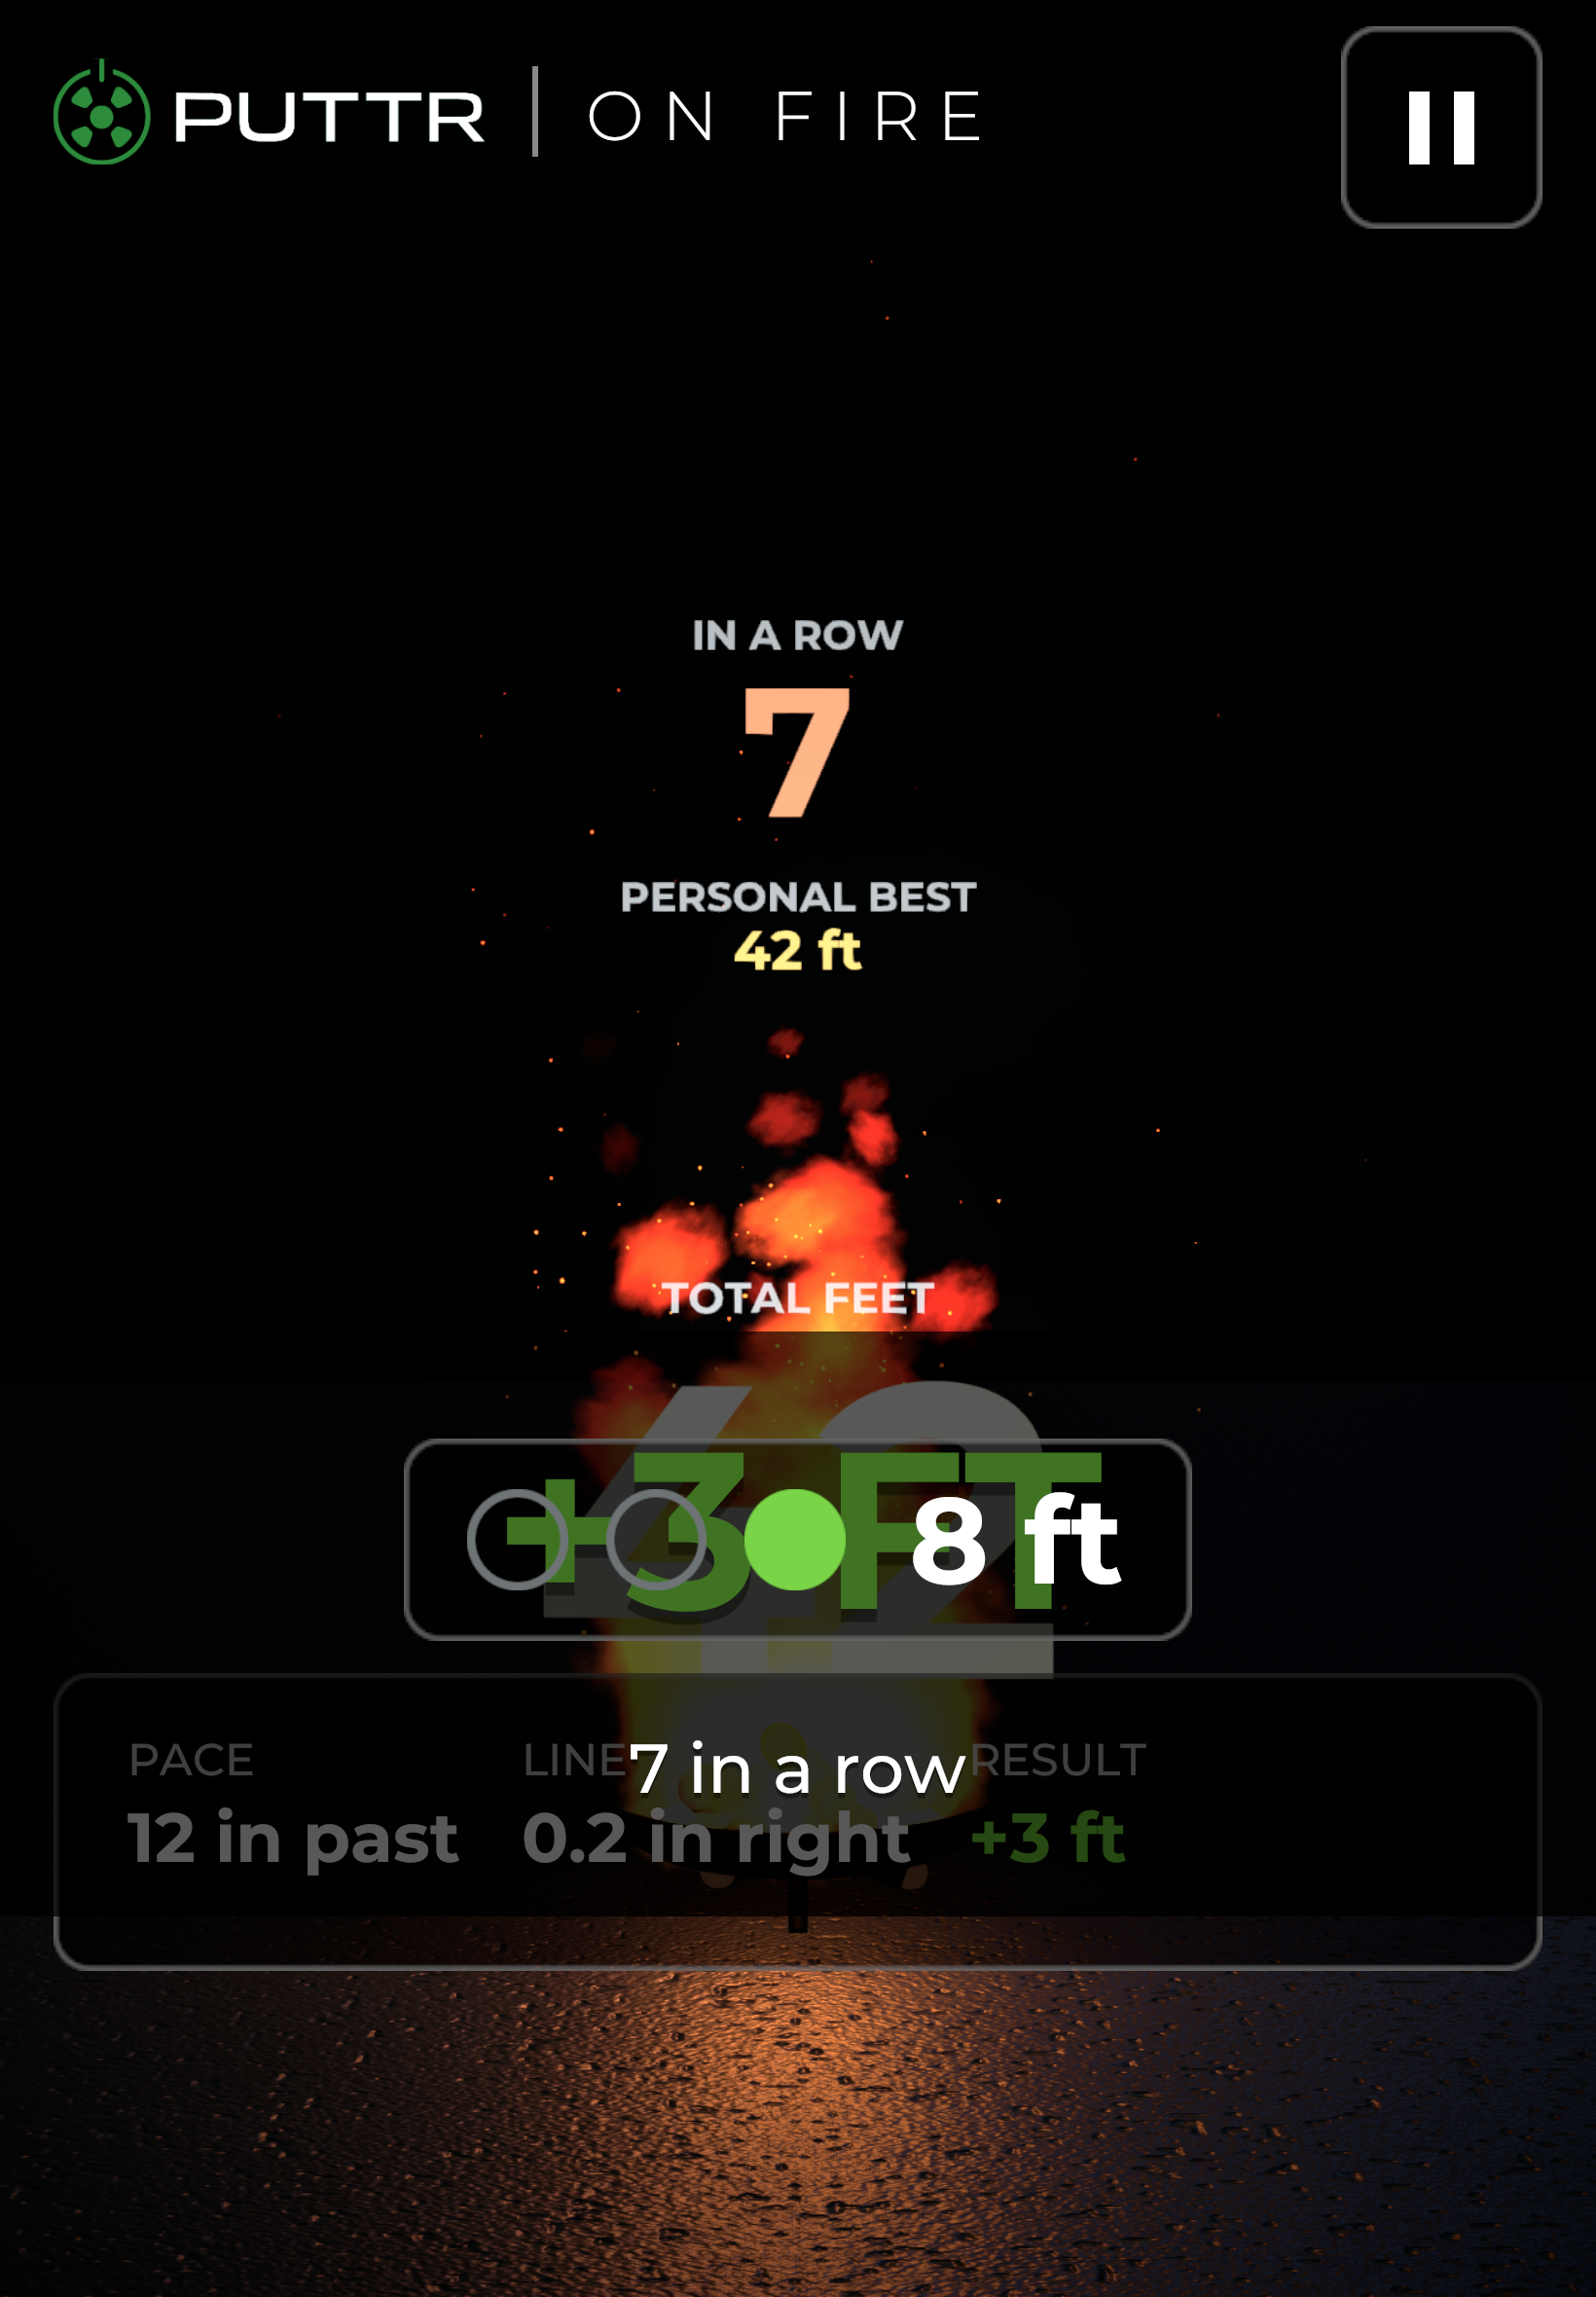 PUTTR | ON FIRE
IN A ROW
7
PERSONAL BEST
42 ft
TOTAL FEET
42
+3 FT
8 ft
7 in a row
PACE LINE RESULT
12 in past 0.2 in right +3 ft